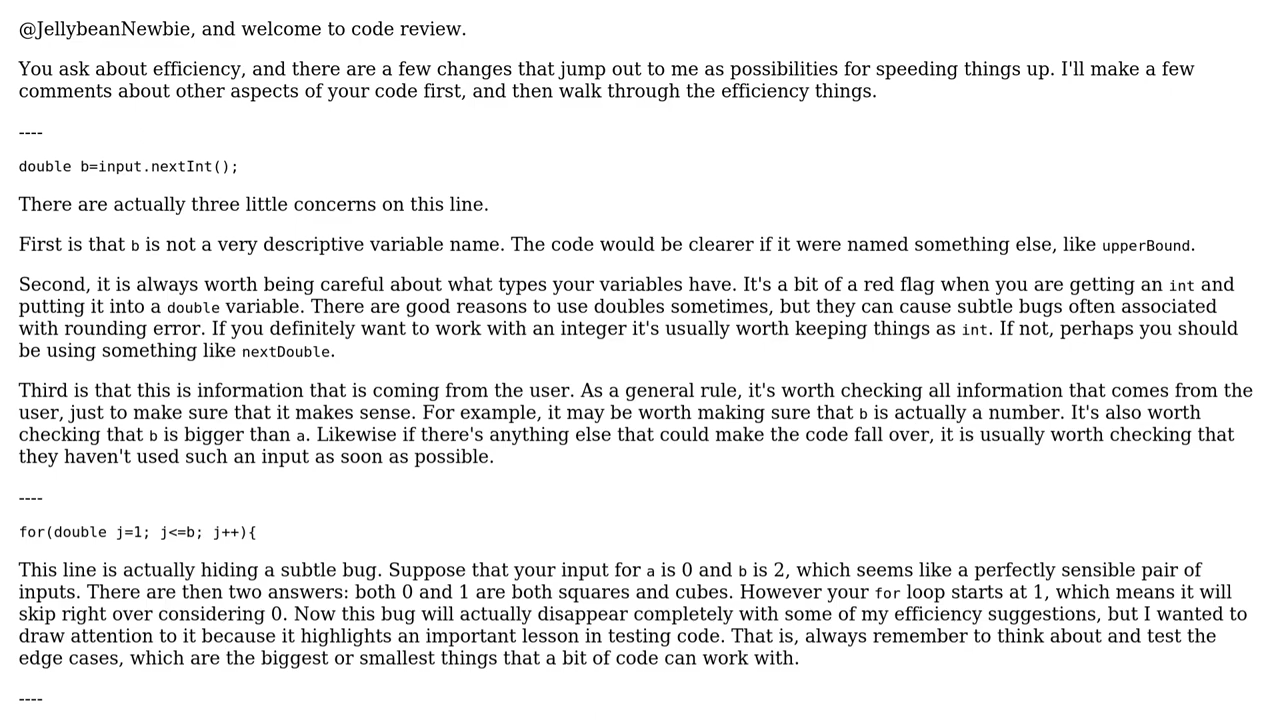 @JellybeanNewbie, and welcome to code review.
You ask about efficiency, and there are a few changes that jump out to me as possibilities for speeding things up. I'll make a few
comments about other aspects of your code first, and then walk through the efficiency things.
----
double b=input.nextInt();
There are actually three little concerns on this line.
First is that b is not a very descriptive variable name. The code would be clearer if it were named something else, like upperBound.
Second, it is always worth being careful about what types your variables have. It's a bit of a red flag when you are getting an int and
putting it into a double variable. There are good reasons to use doubles sometimes, but they can cause subtle bugs often associated
with rounding error. If you definitely want to work with an integer it's usually worth keeping things as int. If not, perhaps you should
be using something like nextDouble.
Third is that this is information that is coming from the user. As a general rule, it's worth checking all information that comes from the
user, just to make sure that it makes sense. For example, it may be worth making sure that b is actually a number. It's also worth
checking that b is bigger than a. Likewise if there's anything else that could make the code fall over, it is usually worth checking that
they haven't used such an input as soon as possible.
----
for(double j=1; j<=b; j++){
This line is actually hiding a subtle bug. Suppose that your input for a is 0 and b is 2, which seems like a perfectly sensible pair of
inputs. There are then two answers: both 0 and 1 are both squares and cubes. However your for loop starts at 1, which means it will
skip right over considering 0. Now this bug will actually disappear completely with some of my efficiency suggestions, but I wanted to
draw attention to it because it highlights an important lesson in testing code. That is, always remember to think about and test the
edge cases, which are the biggest or smallest things that a bit of code can work with.
----